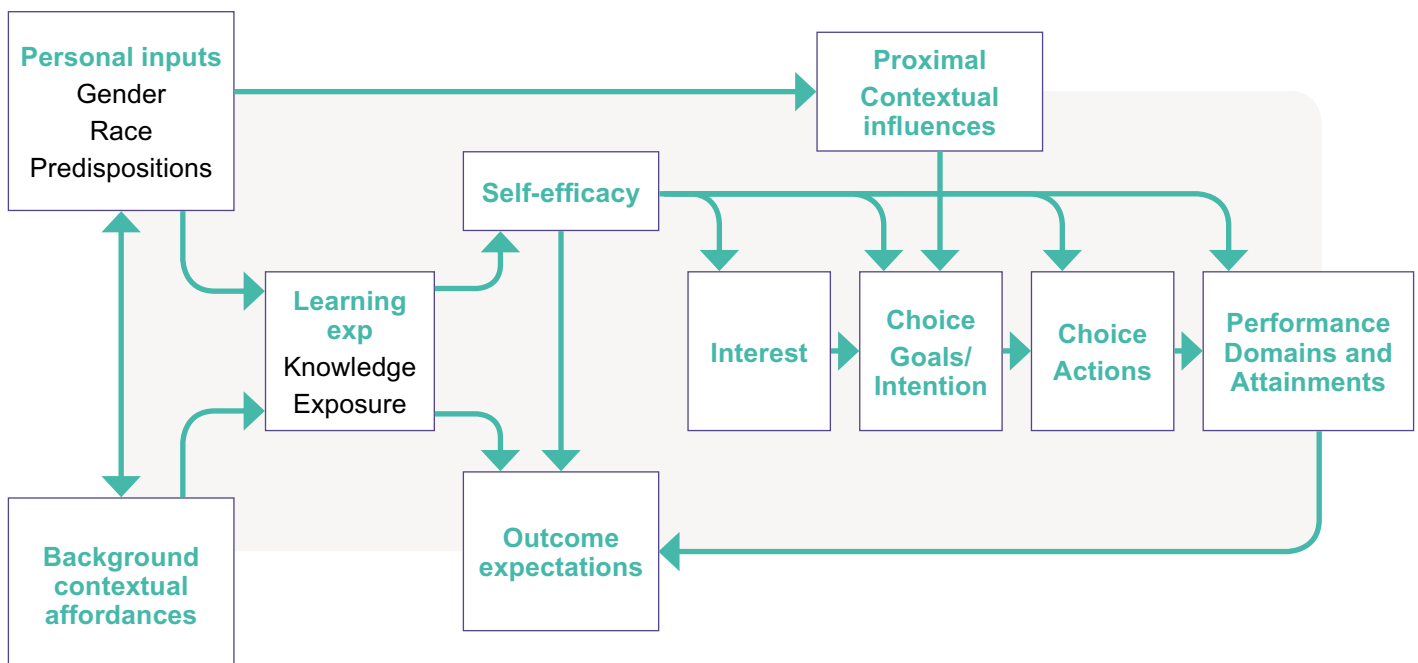 Personal inputs
Gender
Race
Predispositions
Proximal
Contextual
influences
Self-efficacy
Learning
exp
Knowledge
Exposure
Interest
Choice
Goals/
Intention
Choice
Actions
Performance
Domains and
Attainments
Background
contextual
affordances
Outcome
expectations